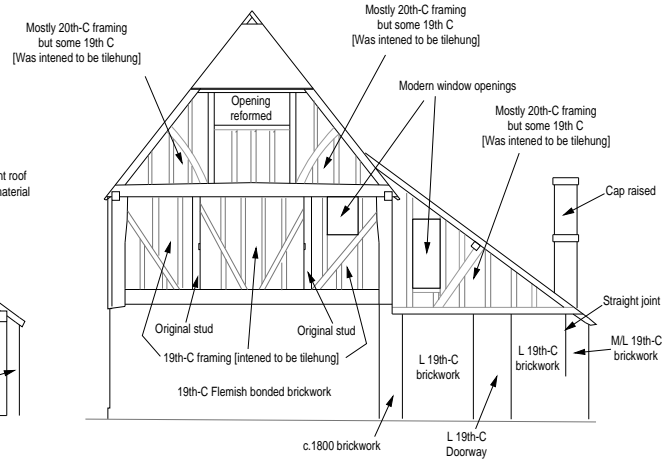 Mostly 20th-C framing
but some 19th C
[Was intened to be tilehung]
Mostly 20th-C framing
but some 19th C
[Was intened to be tilehung]
Modern window openings
Mostly 20th-C framing
but some 19th C
[Was intened to be tilehung]
Opening
reformed
roof
material
Cap raised
Straight joint
M/L 19th-C
brickwork
Original stud
Original stud
19th-C framing [intened to be tilehung]
L 19th-C
brickwork
L 19th-C
brickwork
19th-C Flemish bonded brickwork
c.1800 brickwork
L 19th-C
Doorway